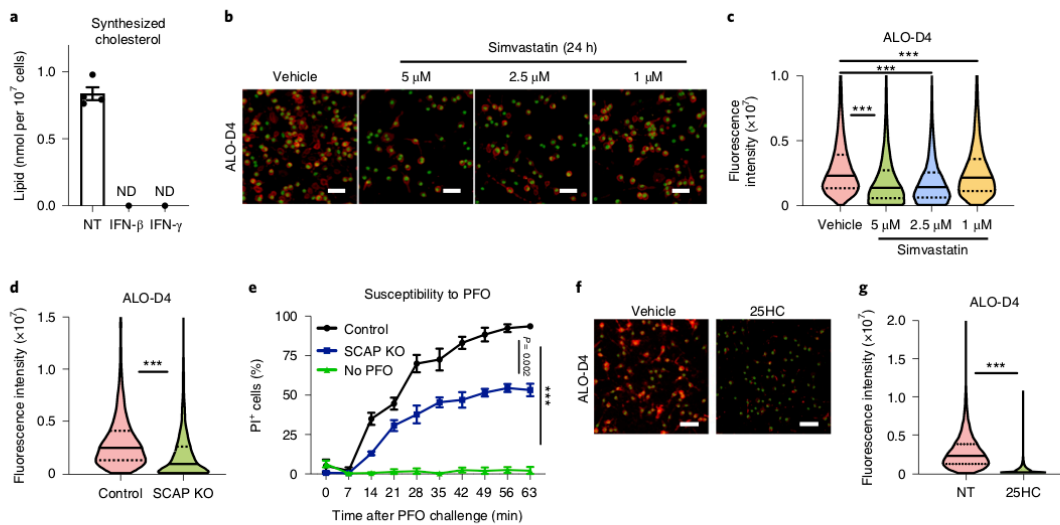 a
Synthesized
cholesterol
Lipid (nmol per 10⁷ cells)
1.0
0.5
0.0
ND
ND
NT
IFN-β
IFN-γ
b
Simvastatin (24 h)
Vehicle
5 μM
2.5 μM
1 μM
ALO-D4
c
ALO-D4
Fluorescence
intensity (×10⁷)
1.0
0.5
0.0
***
***
***
Vehicle
5 μM
2.5 μM
1 μM
Simvastatin
d
ALO-D4
Fluorescence intensity (×10⁷)
1.5
1.0
0.5
0
***
Control
SCAP KO
e
Susceptibility to PFO
PI⁺ cells (%)
100
75
50
25
0
Control
SCAP KO
No PFO
P = 0.002
***
0 7 14 21 28 35 42 49 56 63
Time after PFO challenge (min)
f
Vehicle
25HC
ALO-D4
g
ALO-D4
Fluorescence intensity (×10⁷)
2.0
1.5
1.0
0.5
0
***
NT
25HC